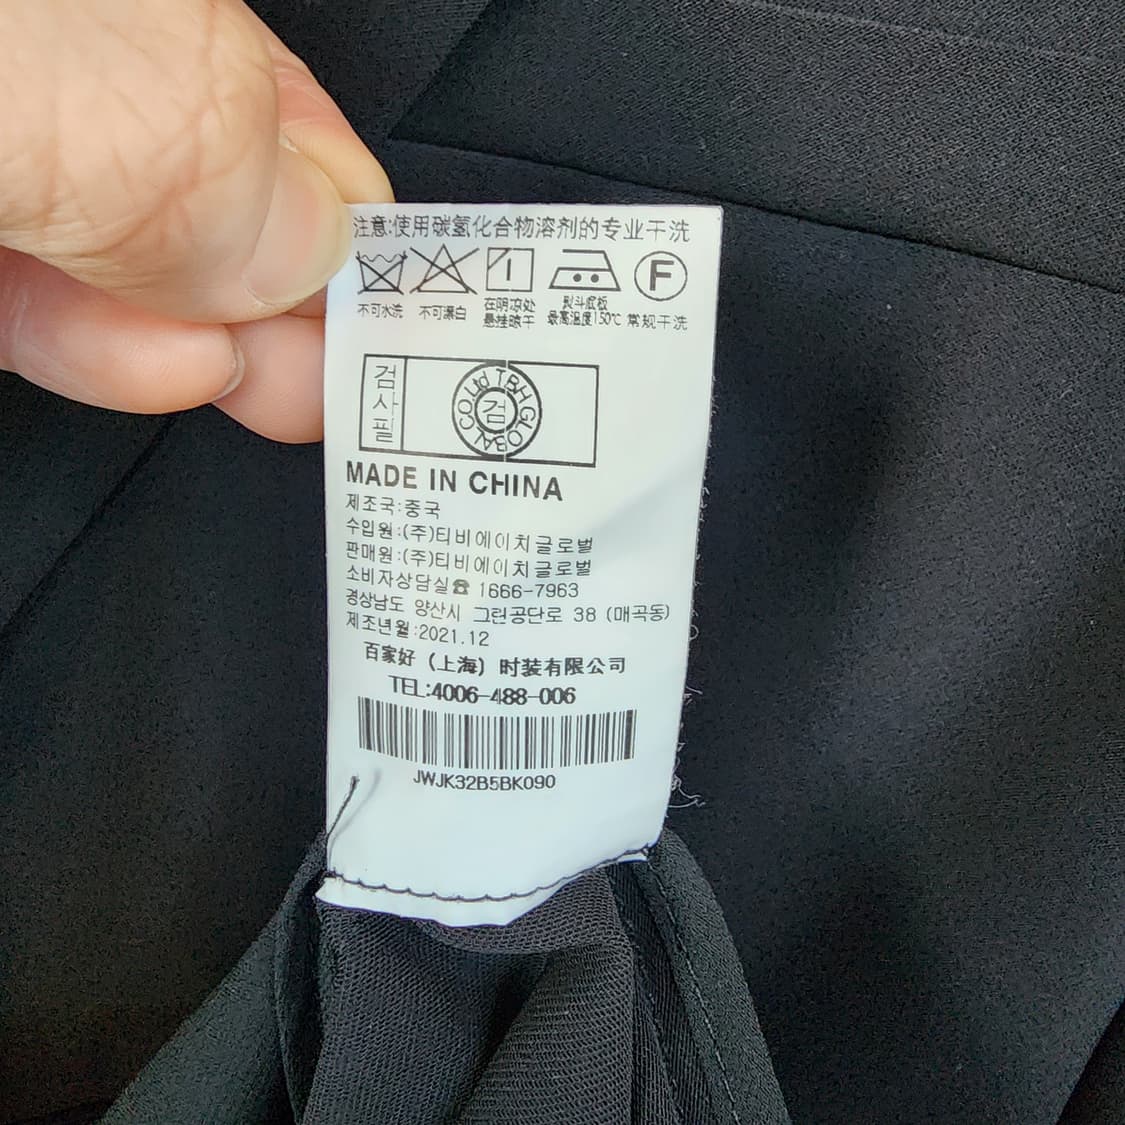 注意:使用碳氢化合物溶剂的专业干洗
F
不可水洗 不可漂白 在阴凉处 悬挂晾干 熨斗底板 最高温度150℃ 常规干洗
검사필
TBH GLOBAL CO Ltd
검
MADE IN CHINA
제조국:중국
수입원:(주)티비에이치글로벌
판매원:(주)티비에이치글로벌
소비자상담실☎ 1666-7963
경상남도 양산시 그린공단로 38 (매곡동)
제조년월:2021.12
百家好 (上海) 时装有限公司
TEL:4006-488-006
JWJK32B5BK090